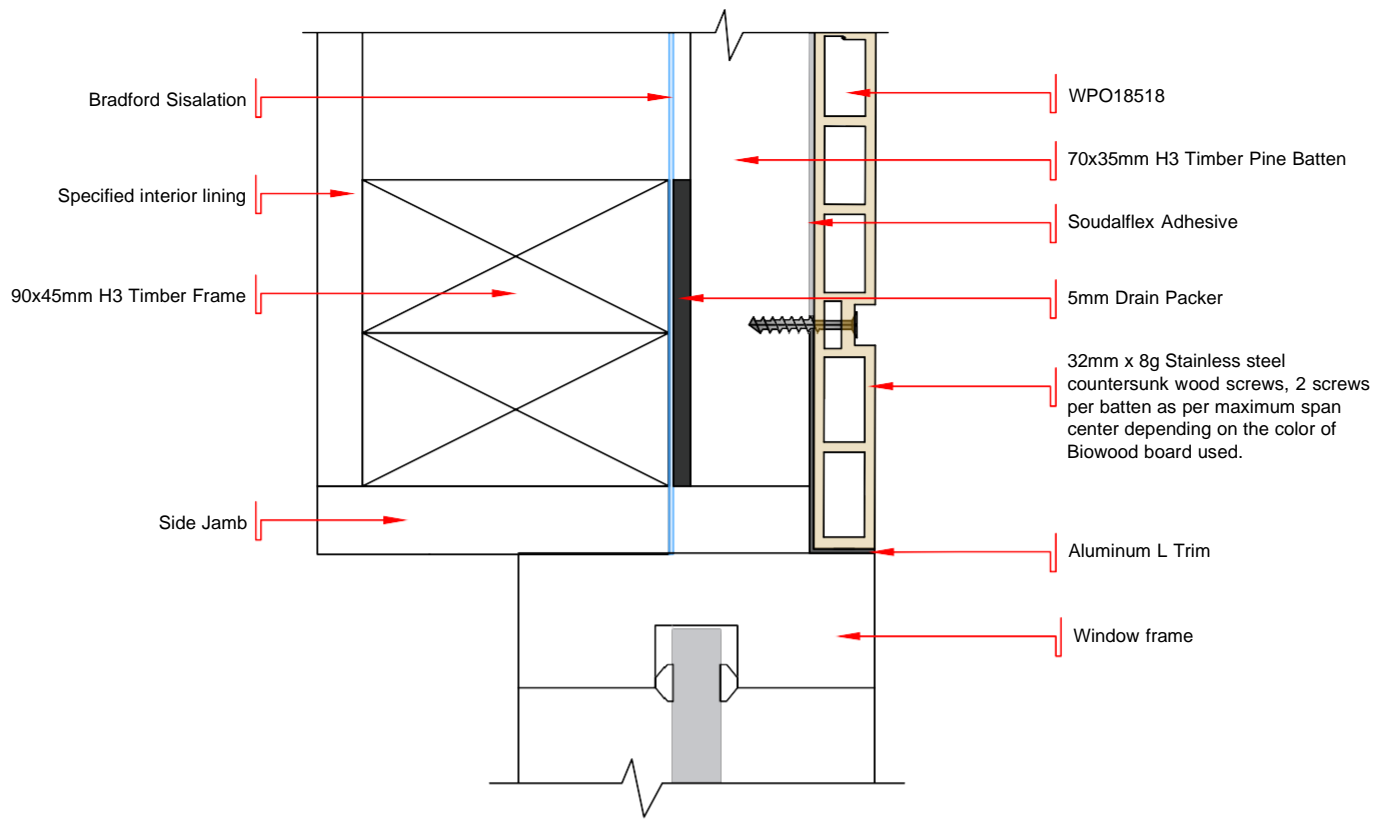 Bradford Sisalation
Specified interior lining
90x45mm H3 Timber Frame
Side Jamb
WPO18518
70x35mm H3 Timber Pine Batten
Soudalflex Adhesive
5mm Drain Packer
32mm x 8g Stainless steel
countersunk wood screws, 2 screws
per batten as per maximum span
center depending on the color of
Biowood board used.
Aluminum L Trim
Window frame